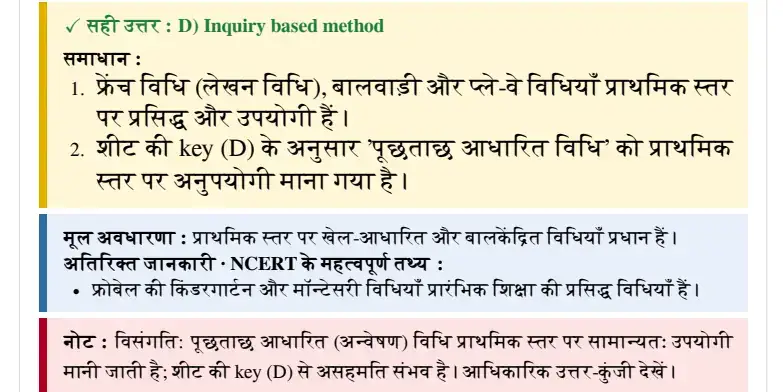 ✓ सही उत्तर : D) Inquiry based method
समाधान :
1. फ्रेंच विधि (लेखन विधि), बालवाड़ी और प्ले-वे विधियाँ प्राथमिक स्तर
पर प्रसिद्ध और उपयोगी हैं।
2. शीट की key (D) के अनुसार ’पूछताछ आधारित विधि’ को प्राथमिक
स्तर पर अनुपयोगी माना गया है।
मूल अवधारणा : प्राथमिक स्तर पर खेल-आधारित और बालकेंद्रित विधियाँ प्रधान हैं।
अतिरिक्त जानकारी · NCERT के महत्वपूर्ण तथ्य :
• फ्रोबेल की किंडरगार्टन और मॉन्टेसरी विधियाँ प्रारंभिक शिक्षा की प्रसिद्ध विधियाँ हैं।
नोट : विसंगतिः पूछताछ आधारित (अन्वेषण) विधि प्राथमिक स्तर पर सामान्यतः उपयोगी
मानी जाती है; शीट की key (D) से असहमति संभव है। आधिकारिक उत्तर-कुंजी देखें।